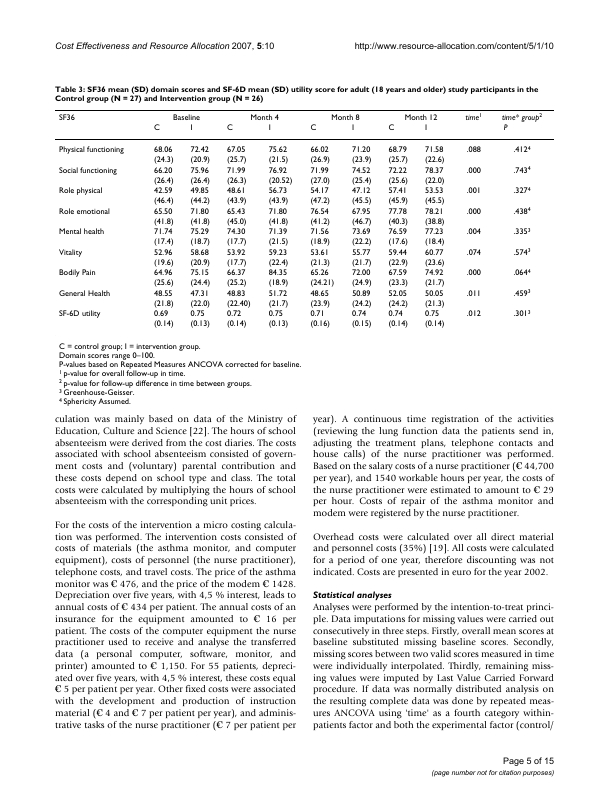 Cost Effectiveness and Resource Allocation 2007, 5:10 http://www.resource-allocation.com/content/5/1/10
Table 3: SF36 mean (SD) domain scores and SF-6D mean (SD) utility score for adult (18 years and older) study participants in the
Control group (N = 27) and Intervention group (N = 26)
SF36 Baseline Month 4 Month 8 Month 12 time1 time* group2
C I C I C I C I P
Physical functioning 68.06 72.42 67.05 75.62 66.02 71.20 68.79 71.58 .088 .4124
(24.3) (20.9) (25.7) (21.5) (26.9) (23.9) (25.7) (22.6)
Social functioning 66.20 75.96 71.99 76.92 71.99 74.52 72.22 78.37 .000 .7434
(26.4) (26.4) (26.3) (20.52) (27.0) (25.4) (25.6) (22.0)
Role physical 42.59 49.85 48.61 56.73 54.17 47.12 57.41 53.53 .001 .3274
(46.4) (44.2) (43.9) (43.9) (47.2) (45.5) (45.9) (45.5)
Role emotional 65.50 71.80 65.43 71.80 76.54 67.95 77.78 78.21 .000 .4384
(41.8) (41.8) (45.0) (41.8) (41.2) (46.7) (40.3) (38.8)
Mental health 71.74 75.29 74.30 71.39 71.56 73.69 76.59 77.23 .004 .3353
(17.4) (18.7) (17.7) (21.5) (18.9) (22.2) (17.6) (18.4)
Vitality 52.96 58.68 53.92 59.23 53.61 55.77 59.44 60.77 .074 .5743
(19.6) (20.9) (17.7) (22.4) (21.3) (21.7) (22.9) (23.6)
Bodily Pain 64.96 75.15 66.37 84.35 65.26 72.00 67.59 74.92 .000 .0644
(25.6) (24.4) (25.2) (18.9) (24.21) (24.9) (23.3) (21.7)
General Health 48.55 47.31 48.83 51.72 48.65 50.89 52.05 50.05 .011 .4593
(21.8) (22.0) (22.40) (21.7) (23.9) (24.2) (24.2) (21.3)
SF-6D utility 0.69 0.75 0.72 0.75 0.71 0.74 0.74 0.75 .012 .3013
(0.14) (0.13) (0.14) (0.13) (0.16) (0.15) (0.14) (0.14)
C = control group; I = intervention group.
Domain scores range 0–100.
P-values based on Repeated Measures ANCOVA corrected for baseline.
1 p-value for overall follow-up in time.
2 p-value for follow-up difference in time between groups.
3 Greenhouse-Geisser.
4 Sphericity Assumed.
culation was mainly based on data of the Ministry of
Education, Culture and Science [22]. The hours of school
absenteeism were derived from the cost diaries. The costs
associated with school absenteeism consisted of govern-
ment costs and (voluntary) parental contribution and
these costs depend on school type and class. The total
costs were calculated by multiplying the hours of school
absenteeism with the corresponding unit prices.
For the costs of the intervention a micro costing calcula-
tion was performed. The intervention costs consisted of
costs of materials (the asthma monitor, and computer
equipment), costs of personnel (the nurse practitioner),
telephone costs, and travel costs. The price of the asthma
monitor was € 476, and the price of the modem € 1428.
Depreciation over five years, with 4,5 % interest, leads to
annual costs of € 434 per patient. The annual costs of an
insurance for the equipment amounted to € 16 per
patient. The costs of the computer equipment the nurse
practitioner used to receive and analyse the transferred
data (a personal computer, software, monitor, and
printer) amounted to € 1,150. For 55 patients, depreci-
ated over five years, with 4,5 % interest, these costs equal
€ 5 per patient per year. Other fixed costs were associated
with the development and production of instruction
material (€ 4 and € 7 per patient per year), and adminis-
trative tasks of the nurse practitioner (€ 7 per patient per
year). A continuous time registration of the activities
(reviewing the lung function data the patients send in,
adjusting the treatment plans, telephone contacts and
house calls) of the nurse practitioner was performed.
Based on the salary costs of a nurse practitioner (€ 44,700
per year), and 1540 workable hours per year, the costs of
the nurse practitioner were estimated to amount to € 29
per hour. Costs of repair of the asthma monitor and
modem were registered by the nurse practitioner.
Overhead costs were calculated over all direct material
and personnel costs (35%) [19]. All costs were calculated
for a period of one year, therefore discounting was not
indicated. Costs are presented in euro for the year 2002.
Statistical analyses
Analyses were performed by the intention-to-treat princi-
ple. Data imputations for missing values were carried out
consecutively in three steps. Firstly, overall mean scores at
baseline substituted missing baseline scores. Secondly,
missing scores between two valid scores measured in time
were individually interpolated. Thirdly, remaining miss-
ing values were imputed by Last Value Carried Forward
procedure. If data was normally distributed analysis on
the resulting complete data was done by repeated meas-
ures ANCOVA using 'time' as a fourth category within-
patients factor and both the experimental factor (control/
Page 5 of 15
(page number not for citation purposes)